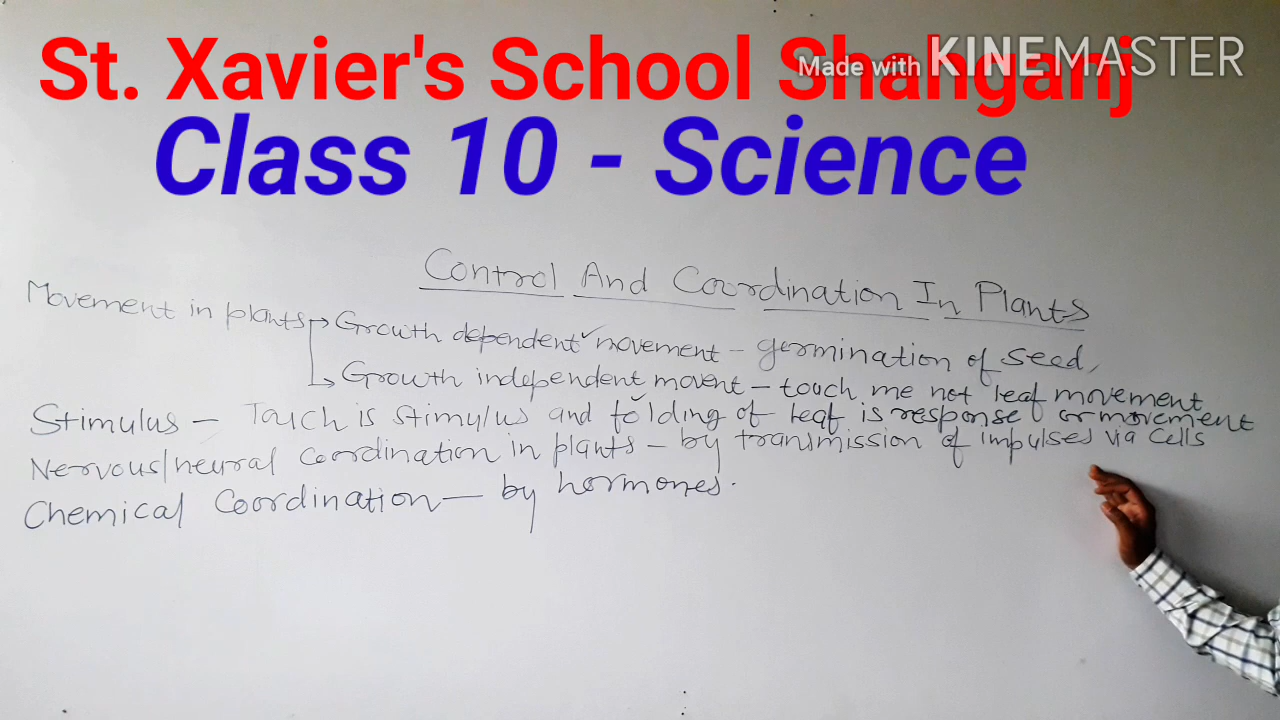 St. Xavier's School Shahganj
Made with KINEMASTER
Class 10 - Science
Control And Coordination In Plants
Movement in plants → Growth dependent movement - germination of seed,
→ Growth independent movent - touch me not leaf movement
Stimulus - Touch is stimulus and folding of leaf is response or movement
Nervous/neural Coordination in plants - by transmission of impulses via Cells
Chemical Coordination - by hormones.